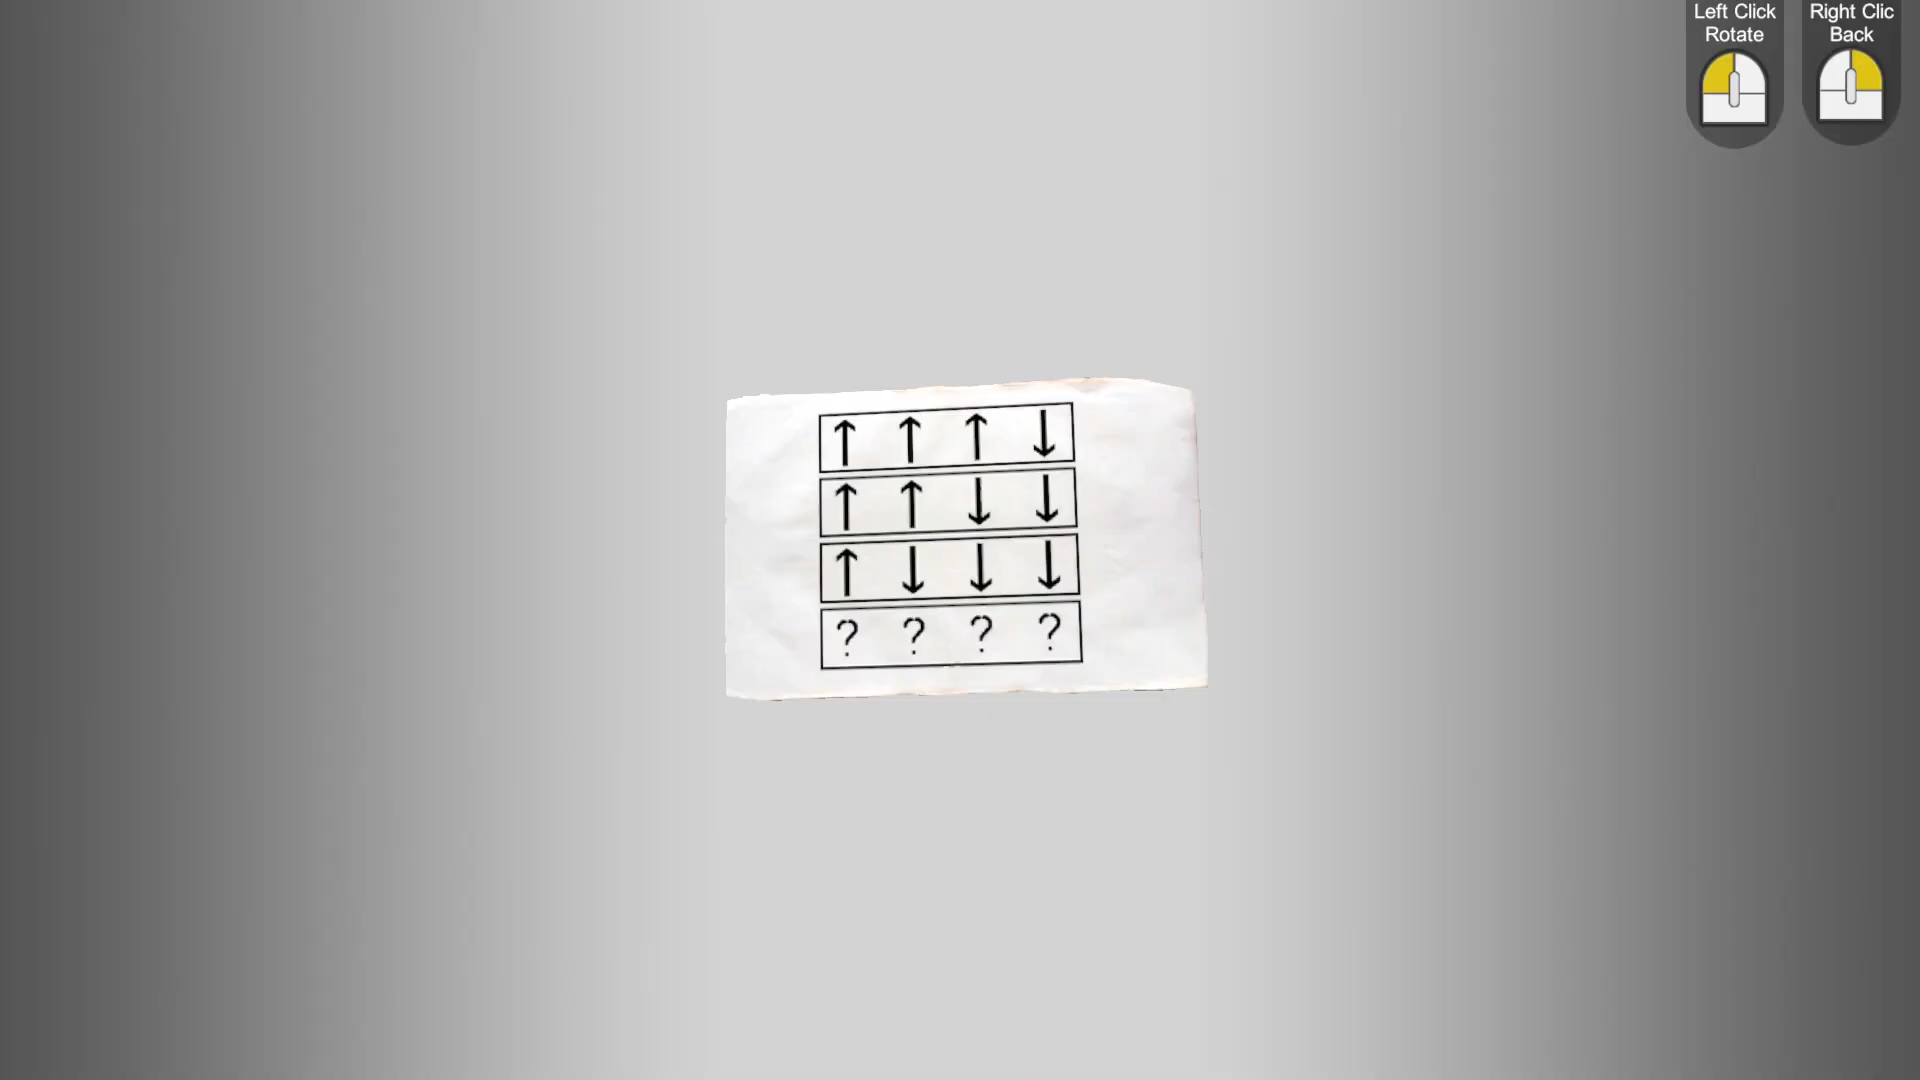 Left Click
Rotate
Right Clic
Back
↑ ↑ ↑ ↓
↑ ↑ ↓ ↓
↑ ↓ ↓ ↓
? ? ? ?